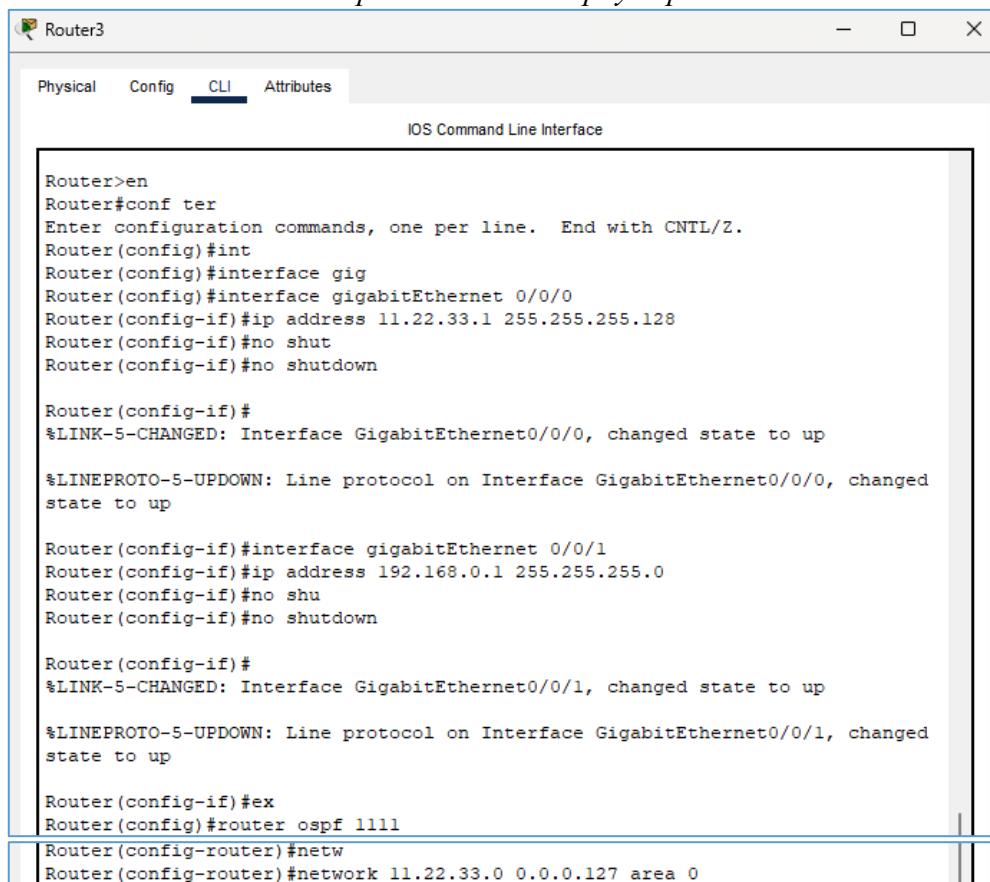 Router3
Physical Config CLI Attributes
IOS Command Line Interface
Router>en
Router#conf ter
Enter configuration commands, one per line.  End with CNTL/Z.
Router(config)#int
Router(config)#interface gig
Router(config)#interface gigabitEthernet 0/0/0
Router(config-if)#ip address 11.22.33.1 255.255.255.128
Router(config-if)#no shut
Router(config-if)#no shutdown
Router(config-if)#
%LINK-5-CHANGED: Interface GigabitEthernet0/0/0, changed state to up
%LINEPROTO-5-UPDOWN: Line protocol on Interface GigabitEthernet0/0/0, changed
state to up
Router(config-if)#interface gigabitEthernet 0/0/1
Router(config-if)#ip address 192.168.0.1 255.255.255.0
Router(config-if)#no shu
Router(config-if)#no shutdown
Router(config-if)#
%LINK-5-CHANGED: Interface GigabitEthernet0/0/1, changed state to up
%LINEPROTO-5-UPDOWN: Line protocol on Interface GigabitEthernet0/0/1, changed
state to up
Router(config-if)#ex
Router(config)#router ospf 1111
Router(config-router)#netw
Router(config-router)#network 11.22.33.0 0.0.0.127 area 0